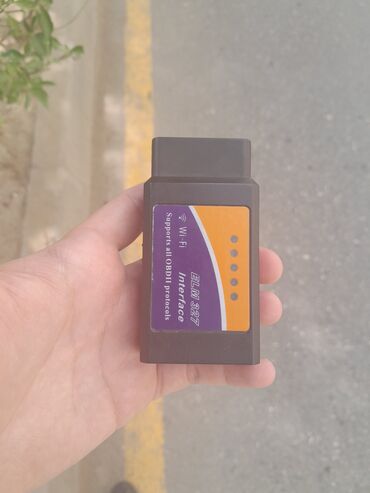 Wi-Fi
Supports all OBDII protocols
ELM 327
Interface